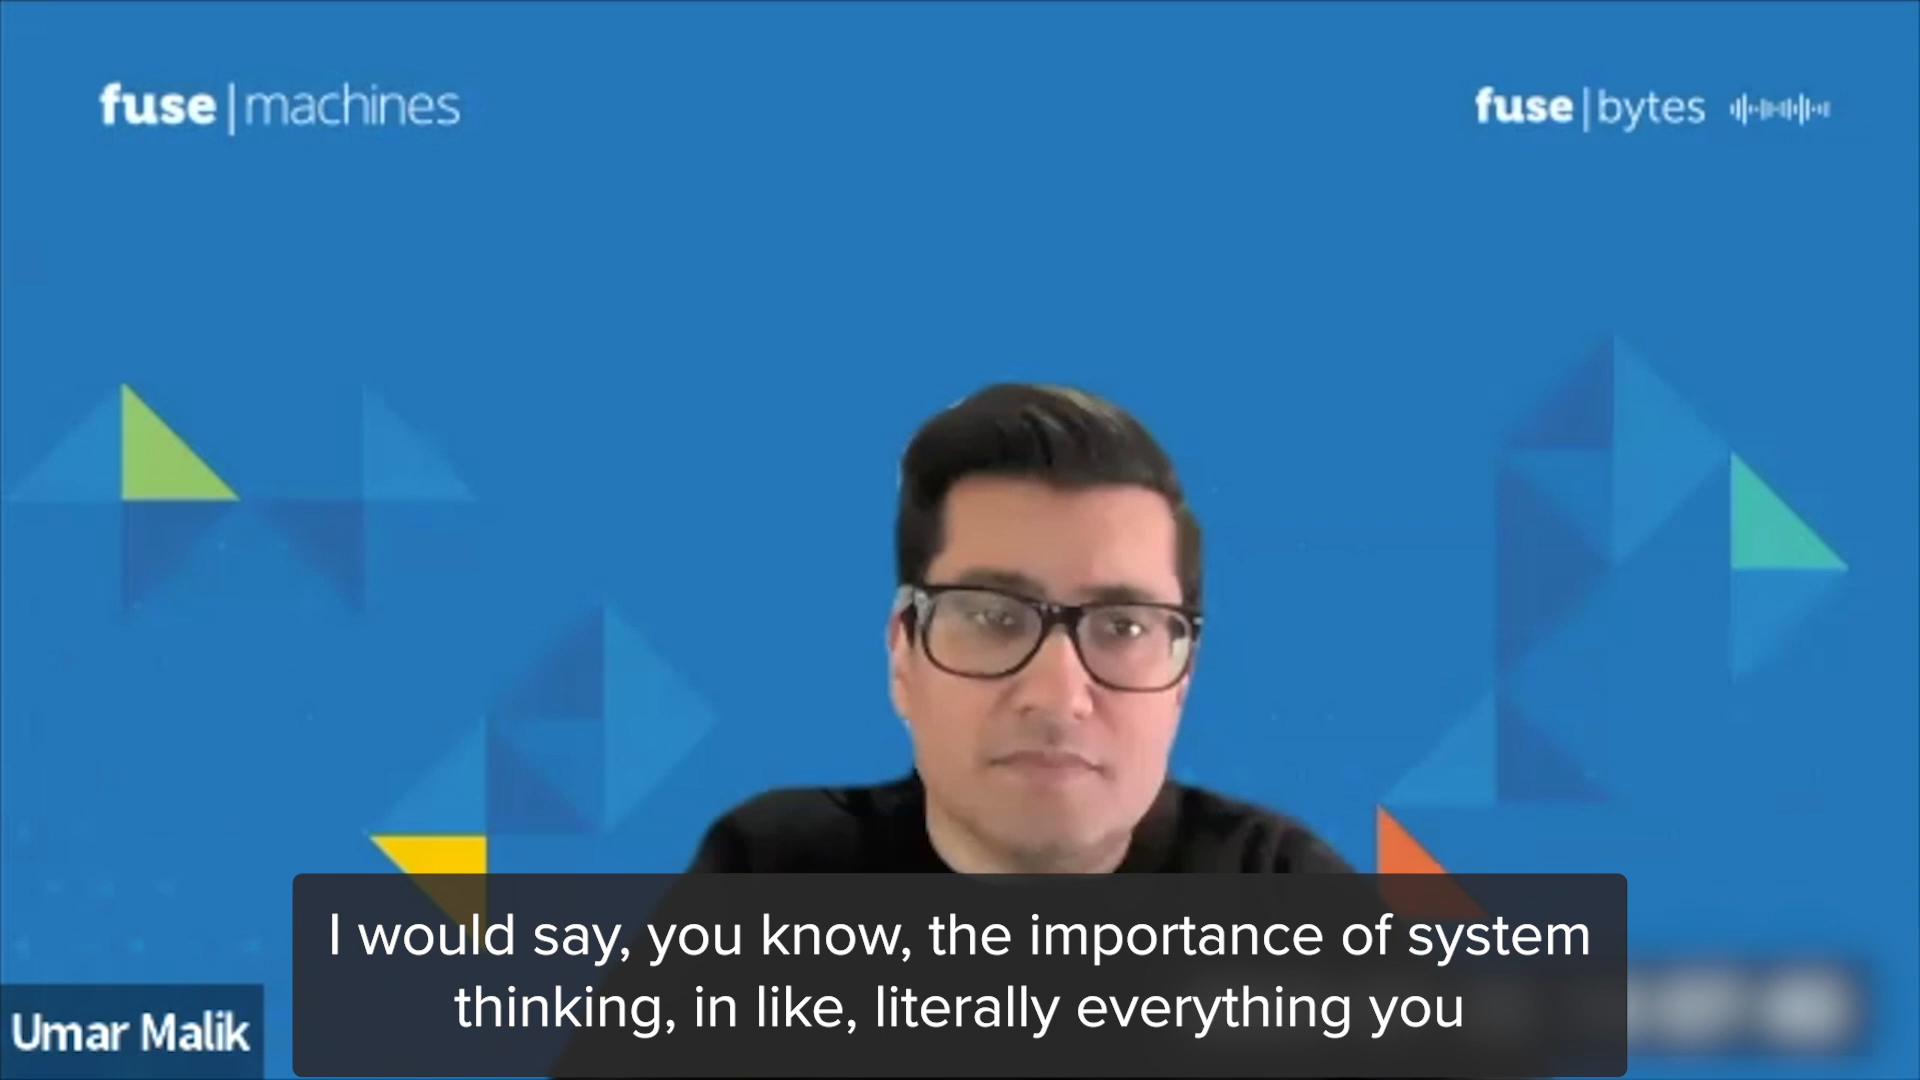 fuse|machines
fuse|bytes
I would say, you know, the importance of system
thinking, in like, literally everything you
Umar Malik